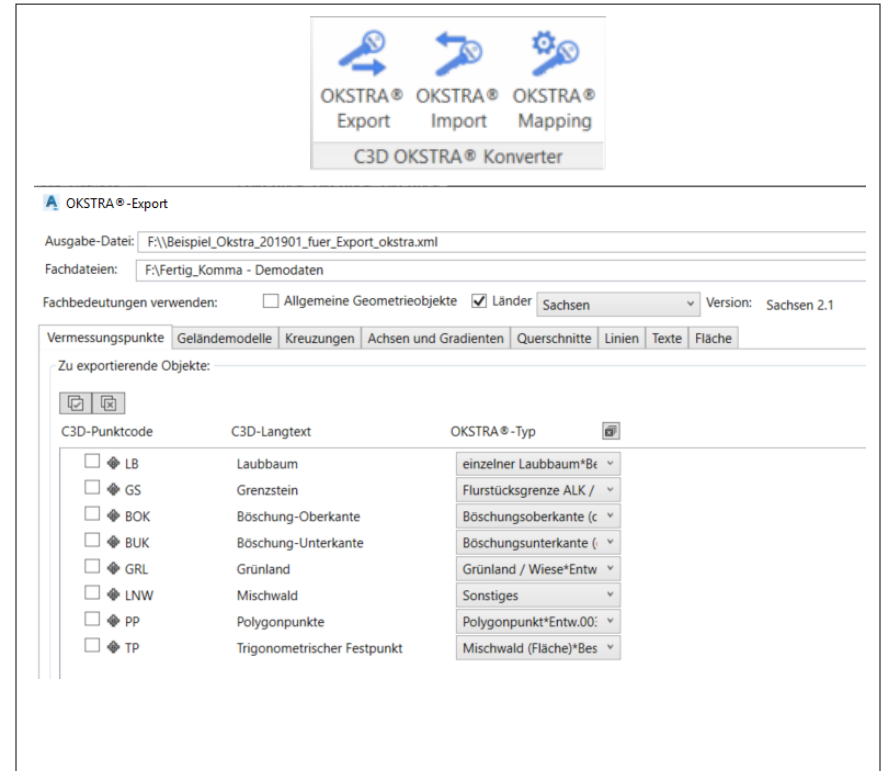 OKSTRA® Export
OKSTRA® Import
OKSTRA® Mapping
C3D OKSTRA® Konverter
OKSTRA®-Export
Ausgabe-Datei: F:\\Beispiel_Okstra_201901_fuer_Export_okstra.xml
Fachdateien: F:\Fertig_Komma - Demodaten
Fachbedeutungen verwenden: Allgemeine Geometrieobjekte Länder Sachsen Version: Sachsen 2.1
Vermessungspunkte Geländemodelle Kreuzungen Achsen und Gradienten Querschnitte Linien Texte Fläche
Zu exportierende Objekte:
C3D-Punktcode C3D-Langtext OKSTRA®-Typ
LB Laubbaum einzelner Laubbaum*Be
GS Grenzstein Flurstücksgrenze ALK /
BOK Böschung-Oberkante Böschungsoberkante (c
BUK Böschung-Unterkante Böschungsunterkante (
GRL Grünland Grünland / Wiese*Entw
LNW Mischwald Sonstiges
PP Polygonpunkte Polygonpunkt*Entw.003
TP Trigonometrischer Festpunkt Mischwald (Fläche)*Bes